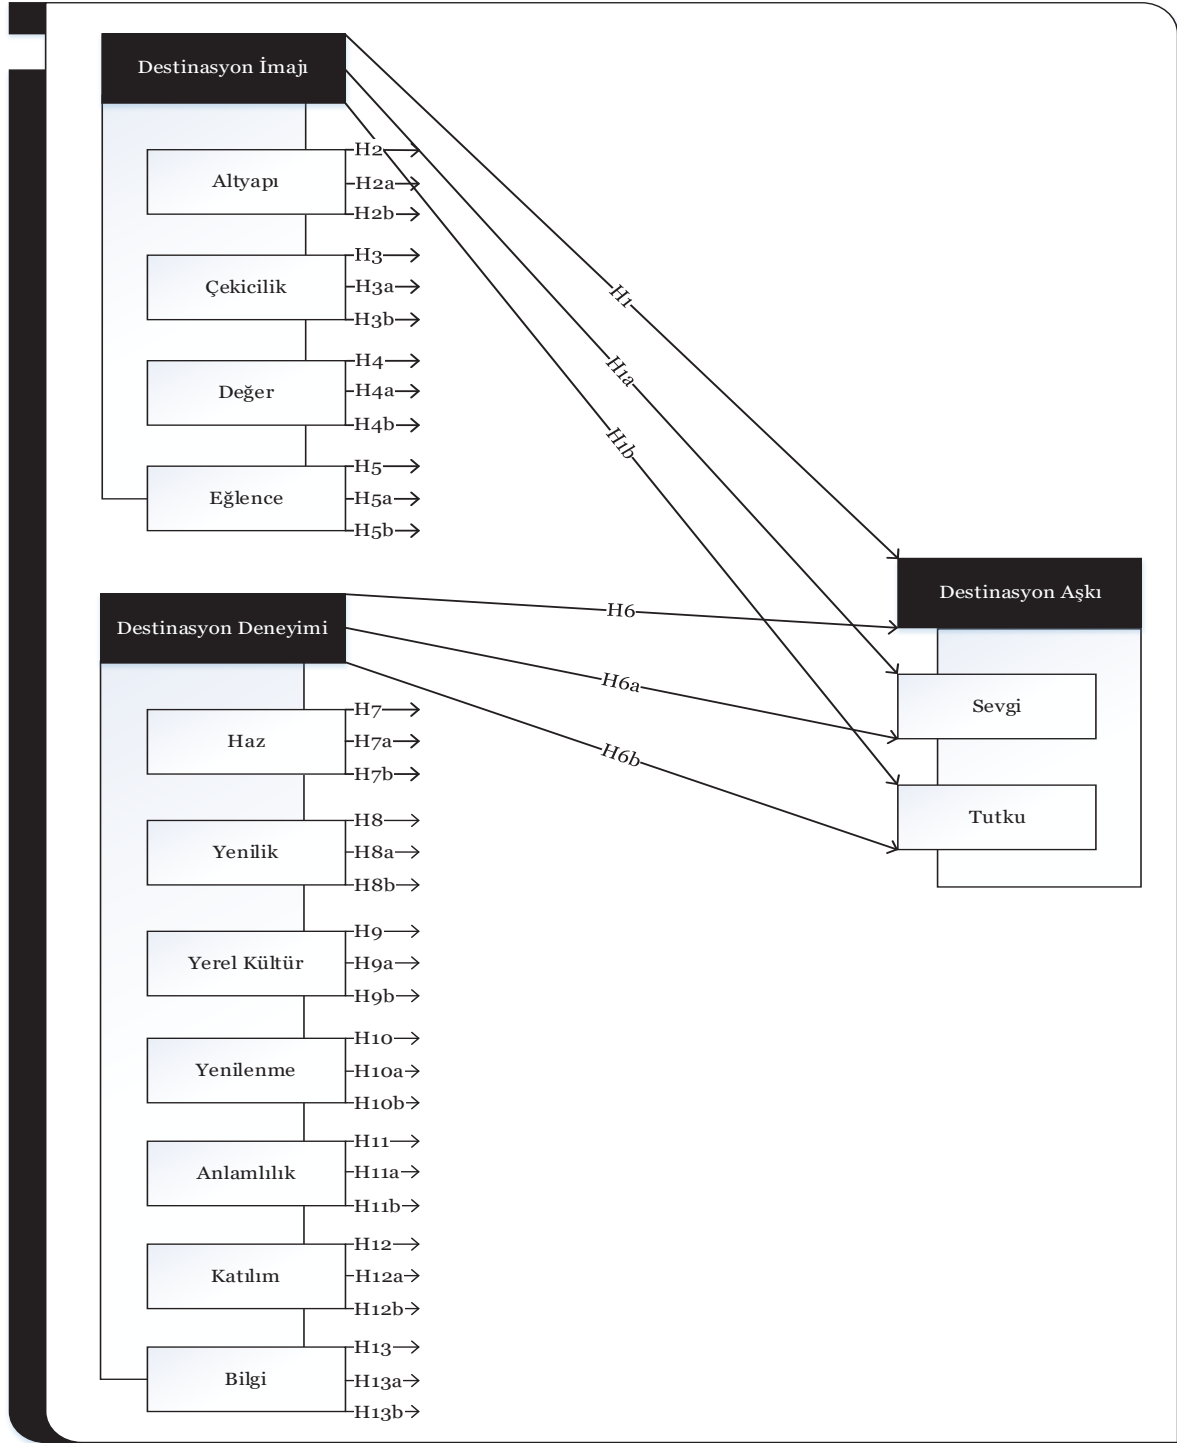 Destinasyon İmajı
Altyapı
H2
H2a
H2b
Çekicilik
H3
H3a
H3b
Değer
H4
H4a
H4b
Eğlence
H5
H5a
H5b
H1
H1a
H1b
Destinasyon Deneyimi
H6
H6a
H6b
Haz
H7
H7a
H7b
Yenilik
H8
H8a
H8b
Yerel Kültür
H9
H9a
H9b
Yenilenme
H10
H10a
H10b
Anlamlılık
H11
H11a
H11b
Katılım
H12
H12a
H12b
Bilgi
H13
H13a
H13b
Destinasyon Aşkı
Sevgi
Tutku